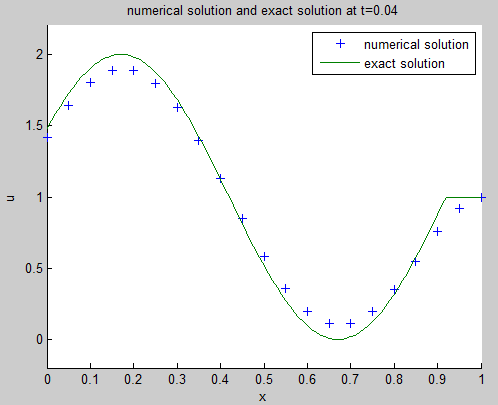 numerical solution and exact solution at t=0.04
numerical solution
exact solution
2
1.5
1
0.5
0
u
0 0.1 0.2 0.3 0.4 0.5 0.6 0.7 0.8 0.9 1
x